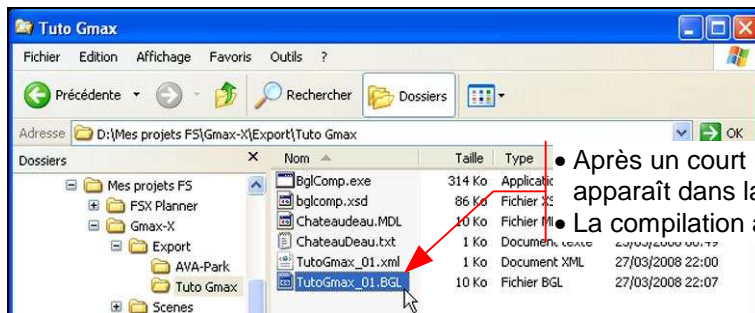 Tuto Gmax
Fichier Edition Affichage Favoris Outils ?
Précédente Rechercher Dossiers
Adresse D:\Mes projets FS\Gmax-X\Export\Tuto Gmax OK
Dossiers x Nom Taille Type
Mes projets FS
FSX Planner
Gmax-X
Export
AVA-Park
Tuto Gmax
Scenes
BglComp.exe 314 Ko
bglcomp.xsd 86 Ko Fichier
Chateaudeau.MDL 10 Ko Fichier
ChateauDeau.txt 1 Ko Document texte
TutoGmax_01.xml 1 Ko Document XML 27/03/2008 22:00
TutoGmax_01.BGL 10 Ko Fichier BGL 27/03/2008 22:07
• Après un court
apparaît dans
• La compilation